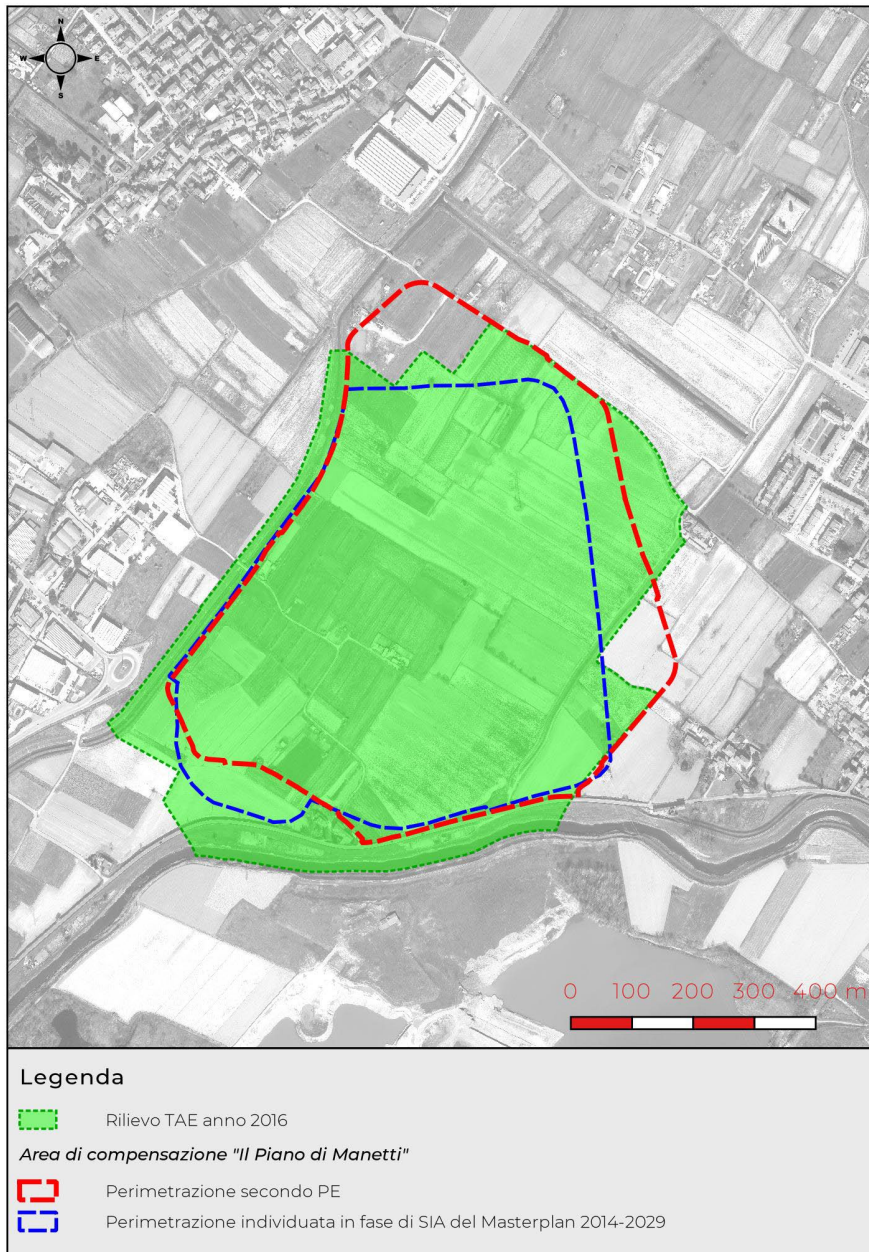 N
W E
S
0 100 200 300 400 m
Legenda
Rilievo TAE anno 2016
Area di compensazione "Il Piano di Manetti"
Perimetrazione secondo PE
Perimetrazione individuata in fase di SIA del Masterplan 2014-2029